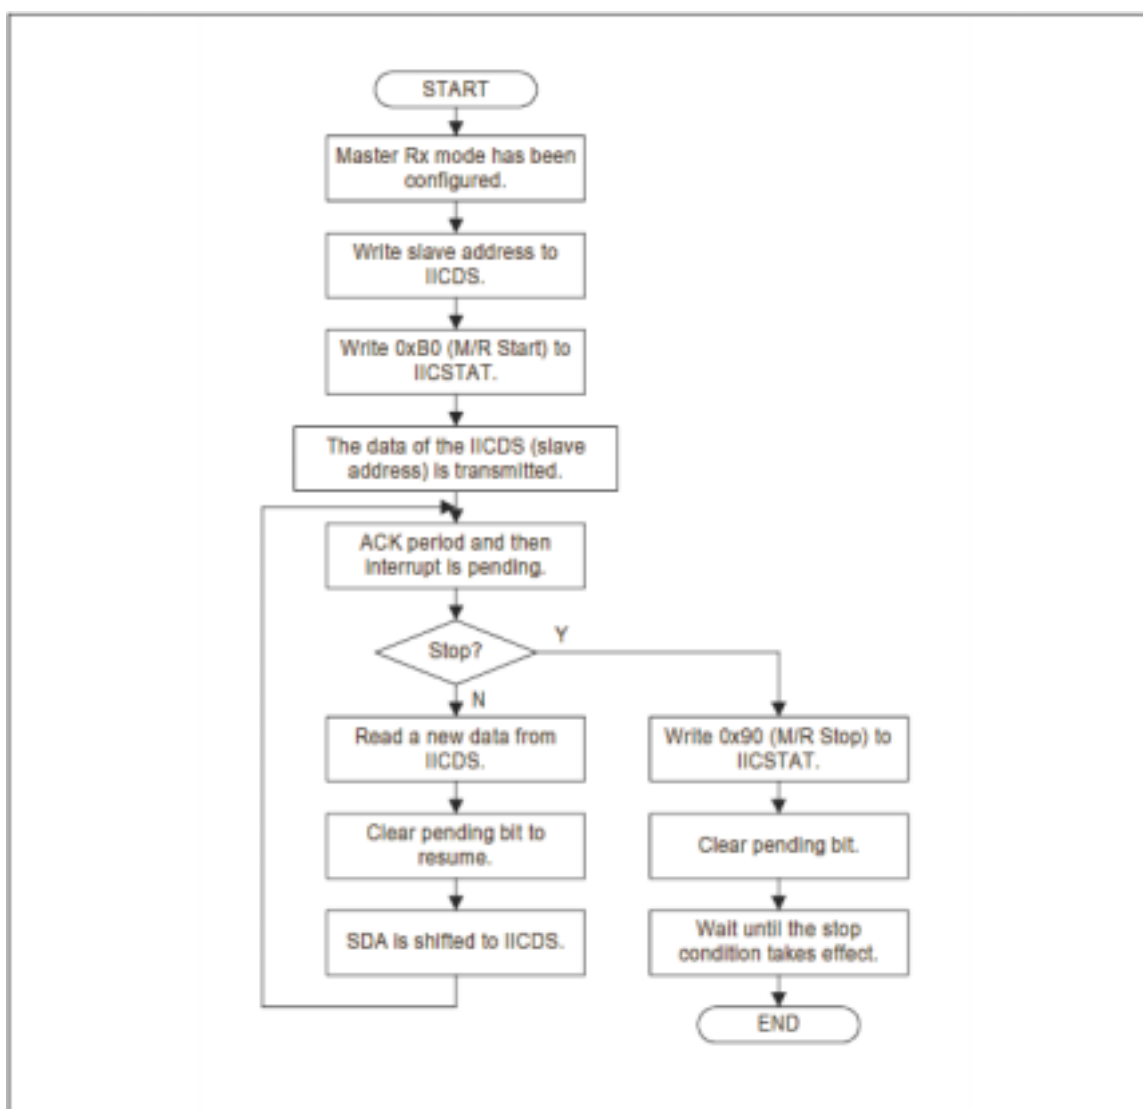 START
Master Rx mode has been
configured.
Write slave address to
IICDS.
Write 0xB0 (M/R Start) to
IICSTAT.
The data of the IICDS (slave
address) is transmitted.
ACK period and then
interrupt is pending.
Stop?
Y
N
Read a new data from
IICDS.
Write 0x90 (M/R Stop) to
IICSTAT.
Clear pending bit to
resume.
Clear pending bit.
SDA is shifted to IICDS.
Wait until the stop
condition takes effect.
END